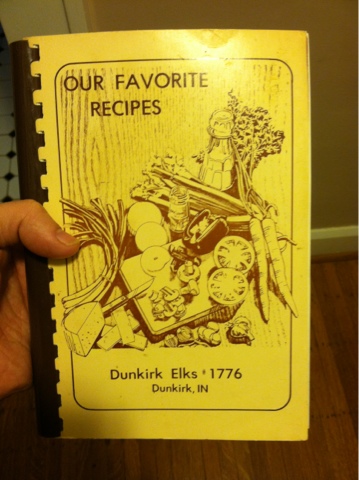 OUR FAVORITE
RECIPES
Dunkirk Elks #1776
Dunkirk, IN